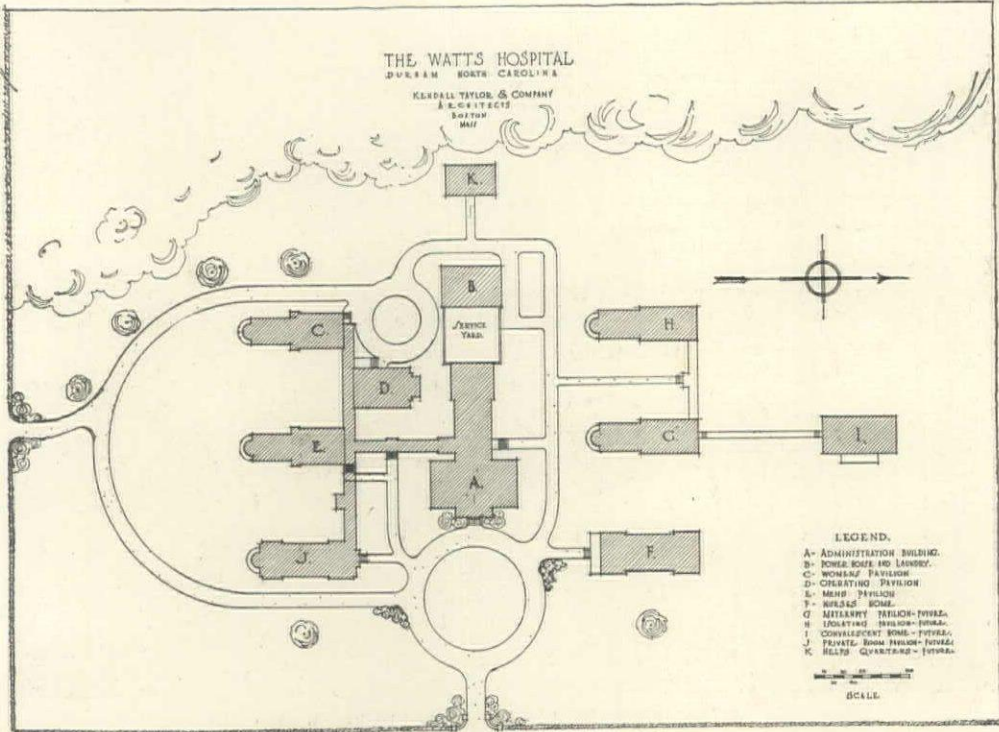 THE WATTS HOSPITAL
DURHAM NORTH CAROLINA
KENDALL TAYLOR & COMPANY
ARCHITECTS
BOSTON
MASS
K.
B.
SERVICE
YARD.
C.
H.
D.
E.
G.
I.
A.
J.
F.
LEGEND.
A- ADMINISTRATION BUILDING.
B- POWER HOUSE AND LAUNDRY.
C- WOMENS PAVILION
D- OPERATING PAVILION
E- MENS PAVILION
F- NURSES HOME.
G MATERNITY PAVILION-FUTURE.
H ISOLATING PAVILION-FUTURE.
I CONVALESCENT HOME-FUTURE.
J PRIVATE ROOM PAVILION-FUTURE.
K HELPS QUARTERS-FUTURE.
SCALE